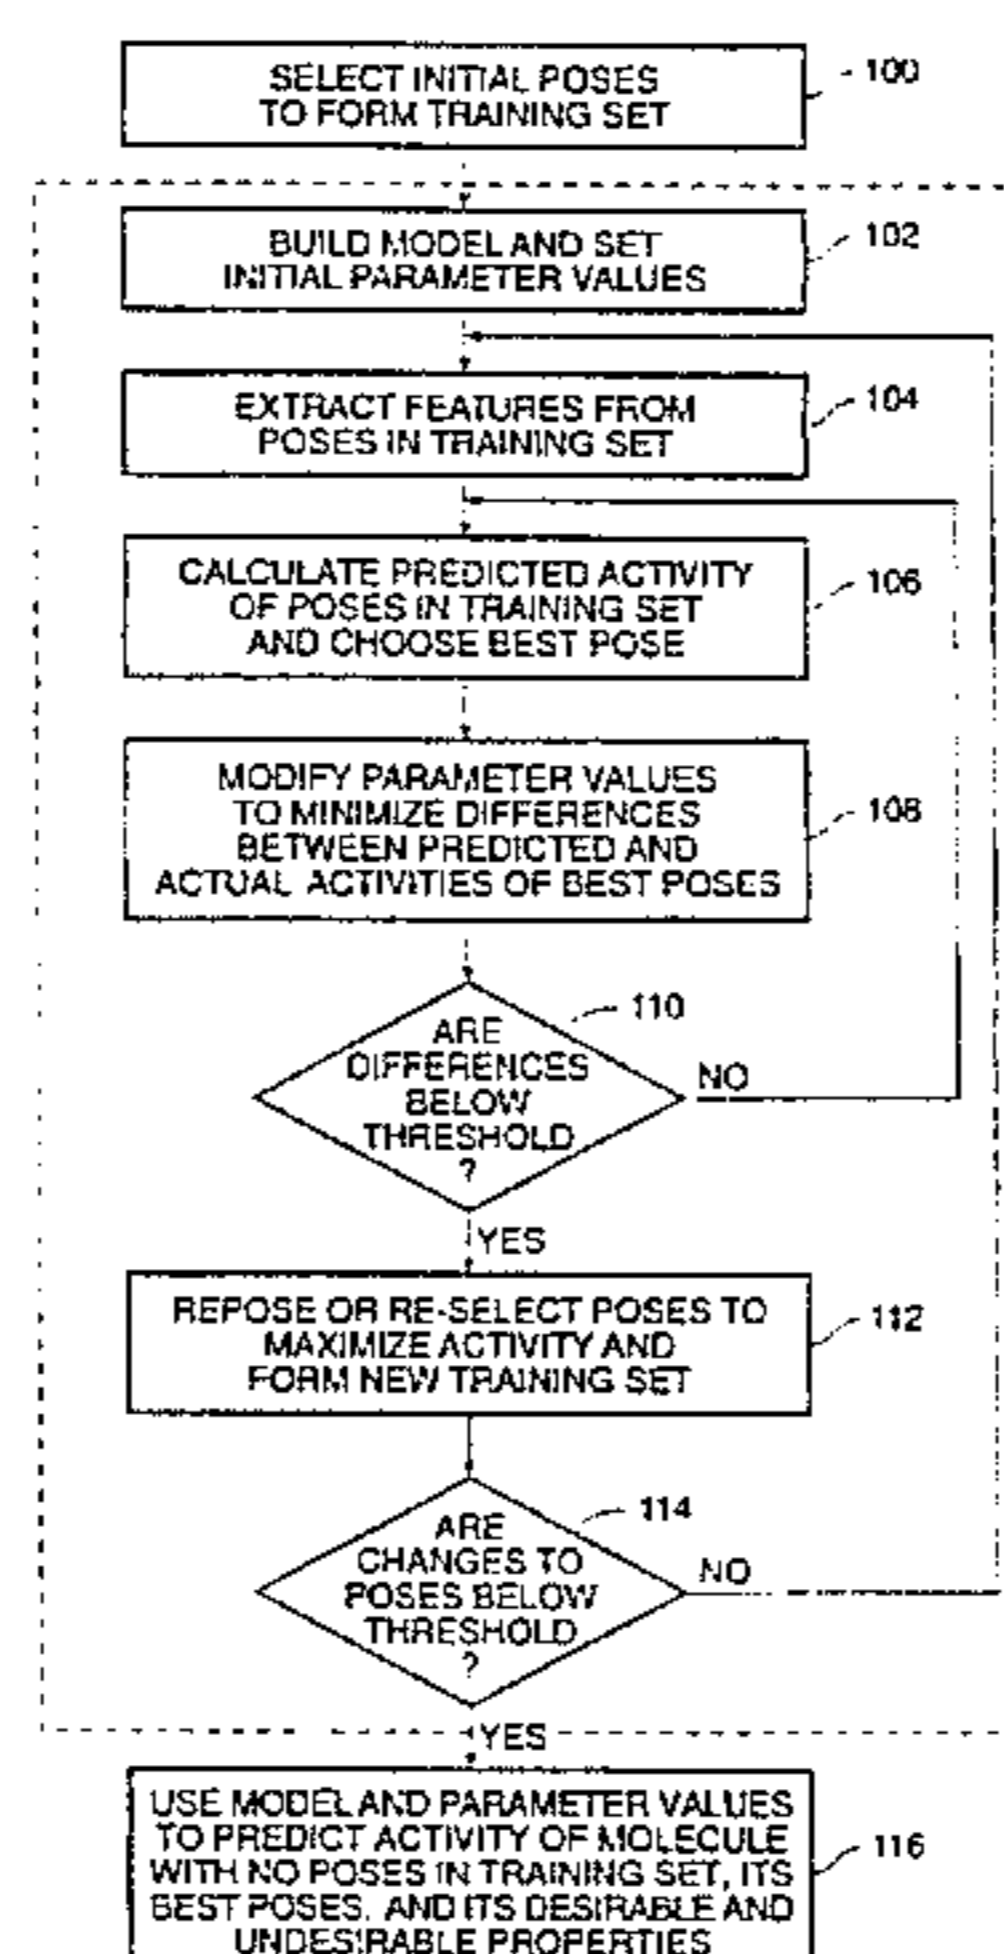 SELECT INITIAL POSES
TO FORM TRAINING SET
100
BUILD MODEL AND SET
INITIAL PARAMETER VALUES
102
EXTRACT FEATURES FROM
POSES IN TRAINING SET
104
CALCULATE PREDICTED ACTIVITY
OF POSES IN TRAINING SET
AND CHOOSE BEST POSE
106
MODIFY PARAMETER VALUES
TO MINIMIZE DIFFERENCES
BETWEEN PREDICTED AND
ACTUAL ACTIVITIES OF BEST POSES
108
110
ARE
DIFFERENCES
BELOW
THRESHOLD
?
NO
YES
REPOSE OR RE-SELECT POSES TO
MAXIMIZE ACTIVITY AND
FORM NEW TRAINING SET
112
114
ARE
CHANGES TO
POSES BELOW
THRESHOLD
?
NO
YES
USE MODEL AND PARAMETER VALUES
TO PREDICT ACTIVITY OF MOLECULE
WITH NO POSES IN TRAINING SET, ITS
BEST POSES, AND ITS DESIRABLE AND
UNDESIRABLE PROPERTIES
116